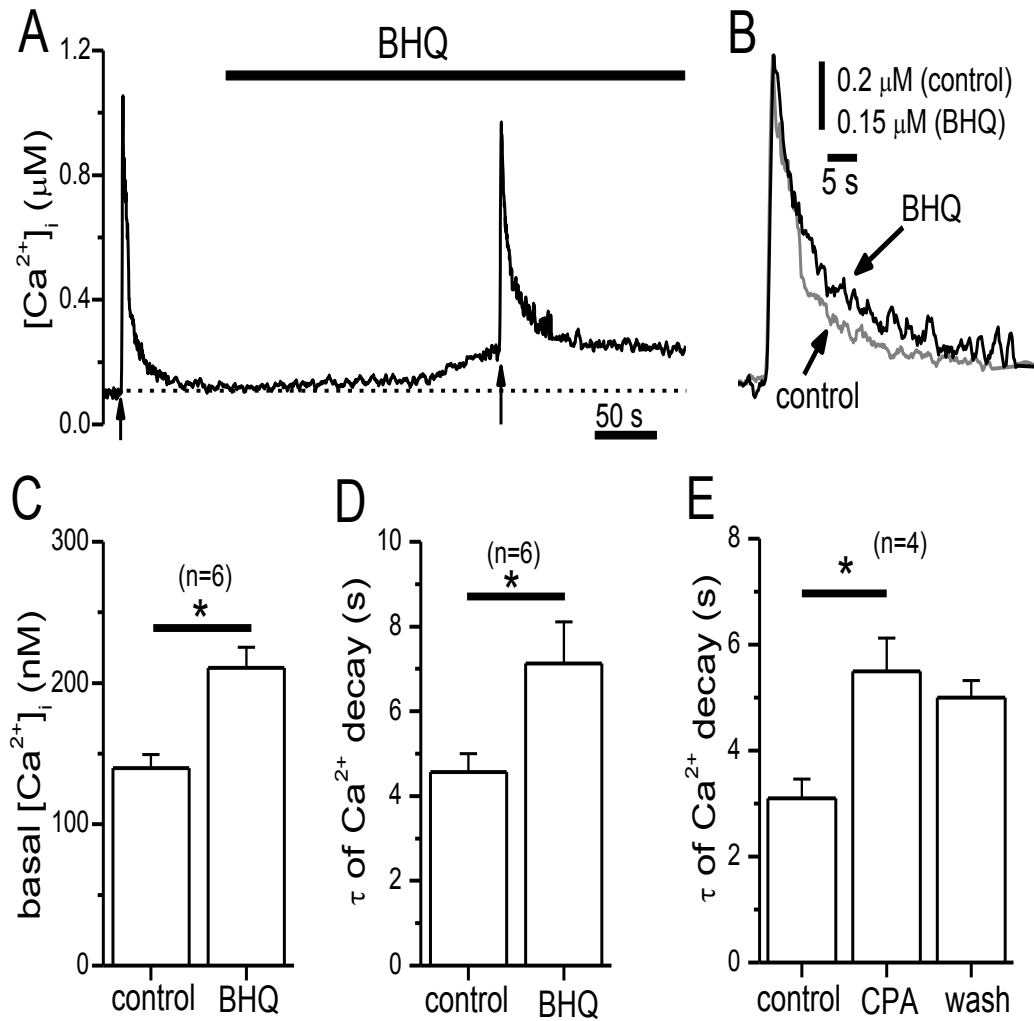 A
BHQ
1.2
0.8
0.4
0.0
[Ca²⁺]ᵢ (μM)
50 s
B
0.2 μM (control)
0.15 μM (BHQ)
5 s
BHQ
control
C
300
200
100
0
basal [Ca²⁺]ᵢ (nM)
(n=6)
*
control BHQ
D
10
8
6
4
2
0
τ of Ca²⁺ decay (s)
(n=6)
*
control BHQ
E
8
6
4
2
0
τ of Ca²⁺ decay (s)
(n=4)
*
control CPA wash